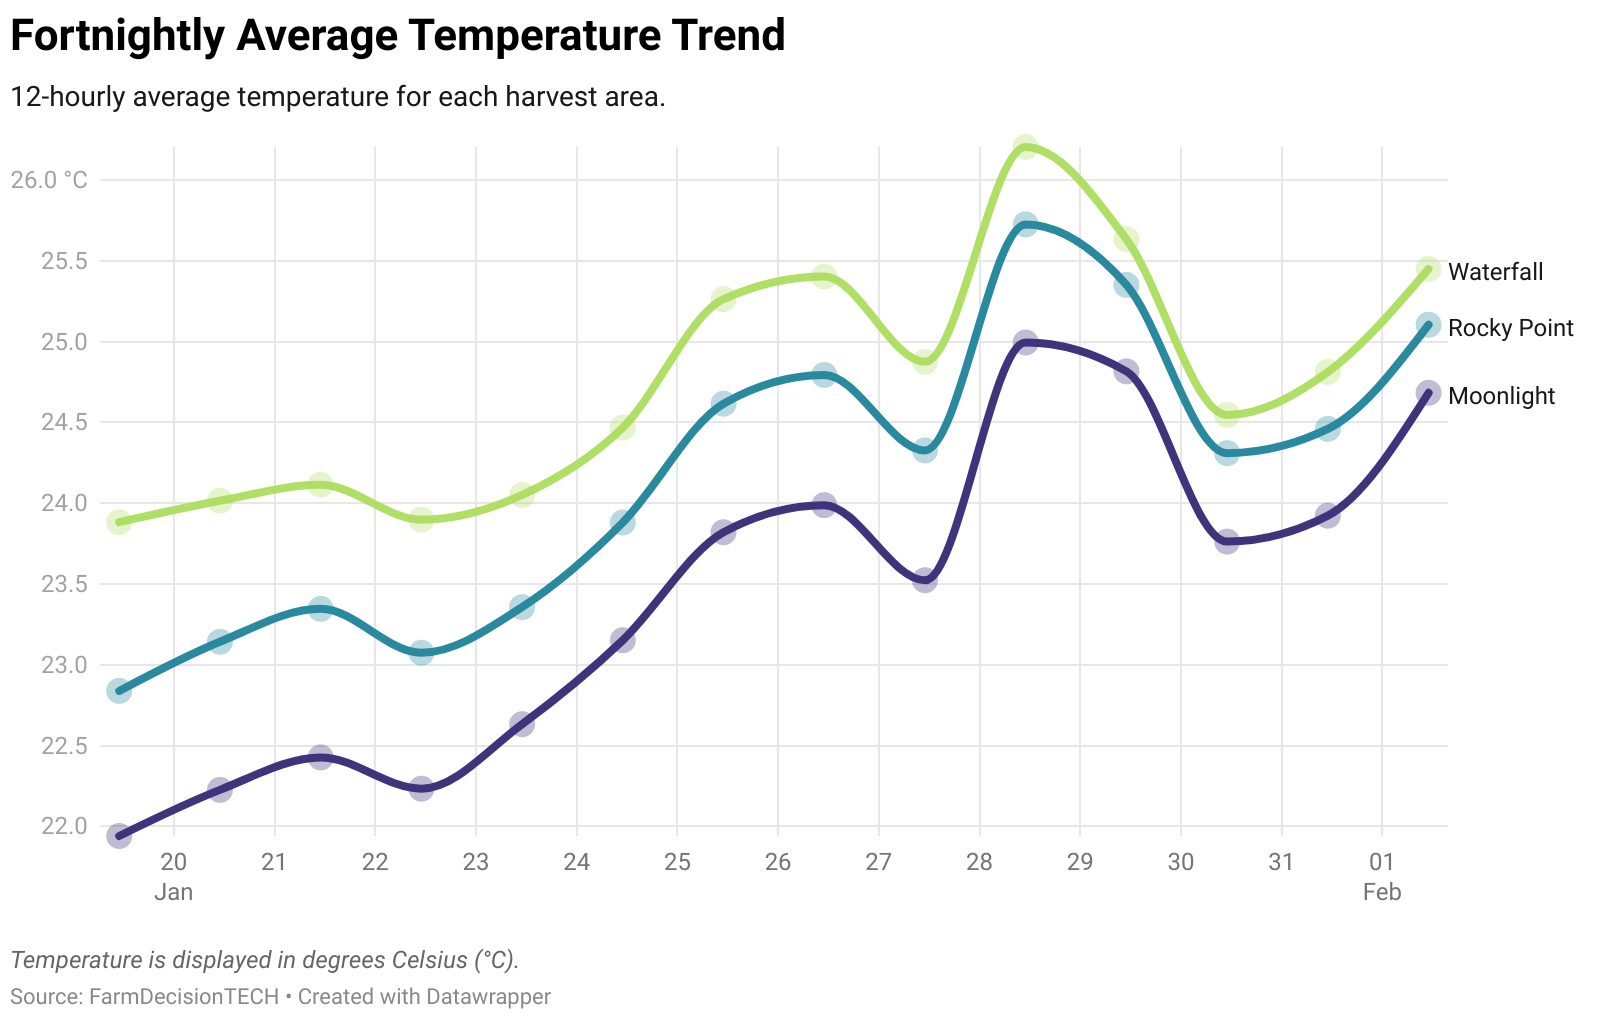 Fortnightly Average Temperature Trend
12-hourly average temperature for each harvest area.
26.0 °C
25.5
25.0
24.5
24.0
23.5
23.0
22.5
22.0
Waterfall
Rocky Point
Moonlight
20 21 22 23 24 25 26 27 28 29 30 31 01
Jan Feb
Temperature is displayed in degrees Celsius (°C).
Source: FarmDecisionTECH • Created with Datawrapper